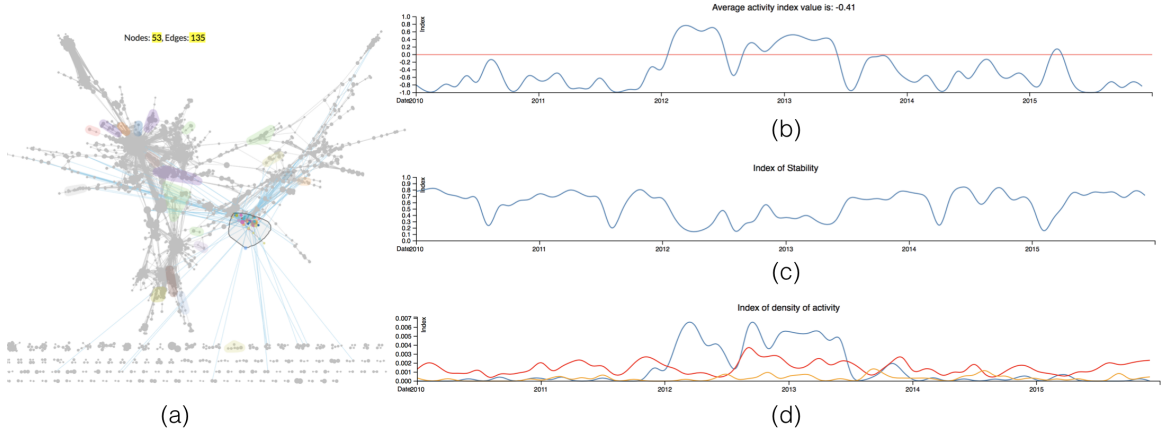 Nodes: 53, Edges: 135
(a)
Average activity index value is: -0.41
Index
1.0
0.8
0.6
0.4
0.2
0.0
-0.2
-0.4
-0.6
-0.8
-1.0
Date 2010 2011 2012 2013 2014 2015
(b)
Index of Stability
Index
1.0
0.9
0.8
0.7
0.6
0.5
0.4
0.3
0.2
0.1
0.0
Date 2010 2011 2012 2013 2014 2015
(c)
Index of density of activity
Index
0.007
0.006
0.005
0.004
0.003
0.002
0.001
0.000
Date 2010 2011 2012 2013 2014 2015
(d)